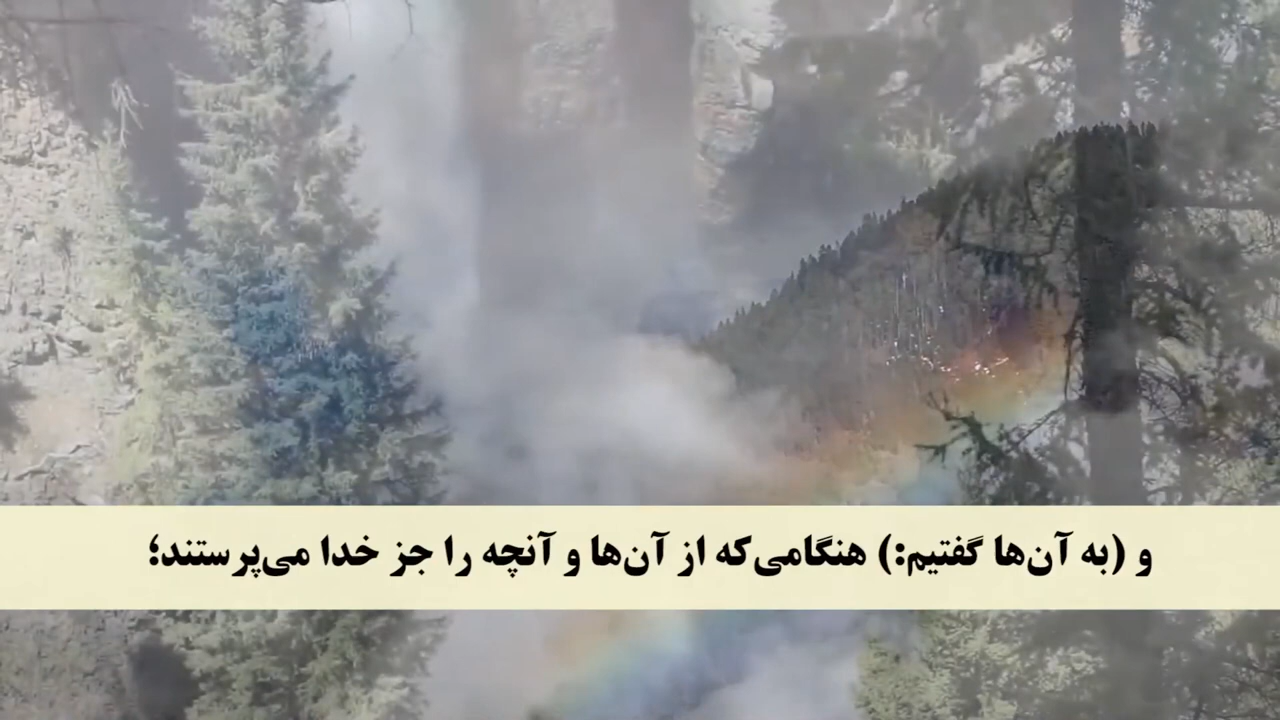 و (به آن‌ها گفتیم:) هنگامی‌که از آن‌ها و آنچه را جز خدا می‌پرستند؛